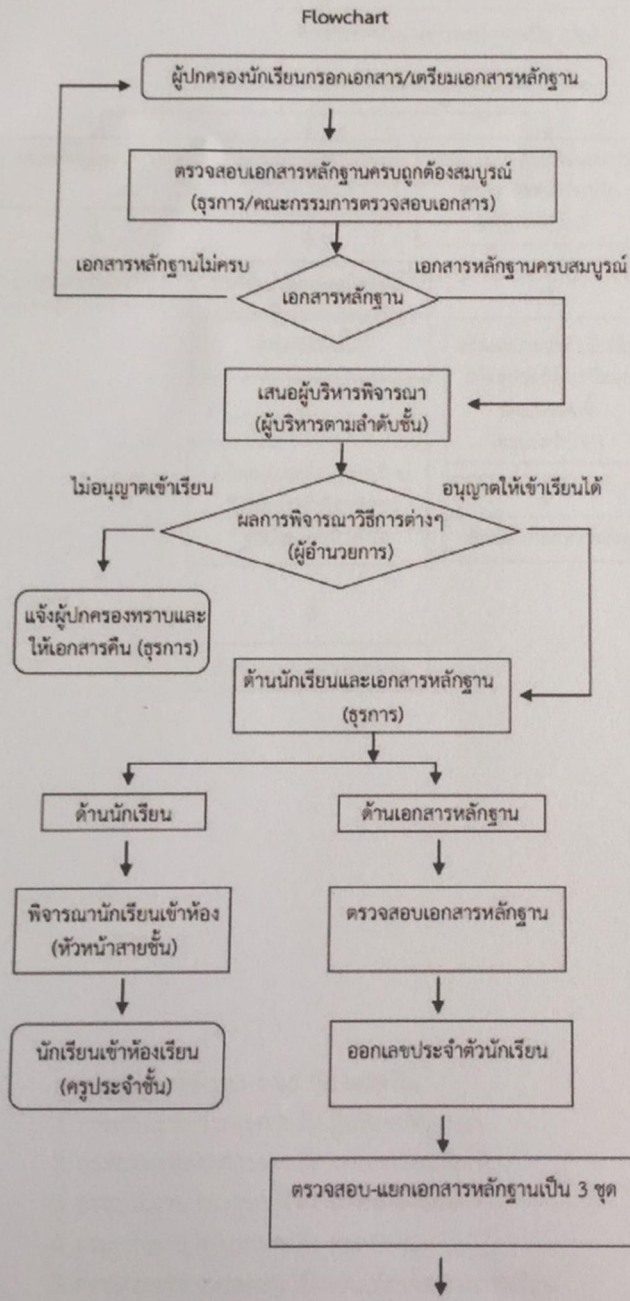 Flowchart
ผู้ปกครองนักเรียนกรอกเอกสาร/เตรียมเอกสารหลักฐาน
ตรวจสอบเอกสารหลักฐานครบถูกต้องสมบูรณ์
(ธุรการ/คณะกรรมการตรวจสอบเอกสาร)
เอกสารหลักฐานไม่ครบ
เอกสารหลักฐานครบสมบูรณ์
เอกสารหลักฐาน
เสนอผู้บริหารพิจารณา
(ผู้บริหารตามลำดับชั้น)
ไม่อนุญาตเข้าเรียน
อนุญาตให้เข้าเรียนได้
ผลการพิจารณาวิธีการต่างๆ
(ผู้อำนวยการ)
แจ้งผู้ปกครองทราบและ
ให้เอกสารคืน (ธุรการ)
ด้านนักเรียนและเอกสารหลักฐาน
(ธุรการ)
ด้านนักเรียน
ด้านเอกสารหลักฐาน
พิจารณานักเรียนเข้าห้อง
(หัวหน้าสายชั้น)
ตรวจสอบเอกสารหลักฐาน
นักเรียนเข้าห้องเรียน
(ครูประจำชั้น)
ออกเลขประจำตัวนักเรียน
ตรวจสอบ-แยกเอกสารหลักฐานเป็น 3 ชุด